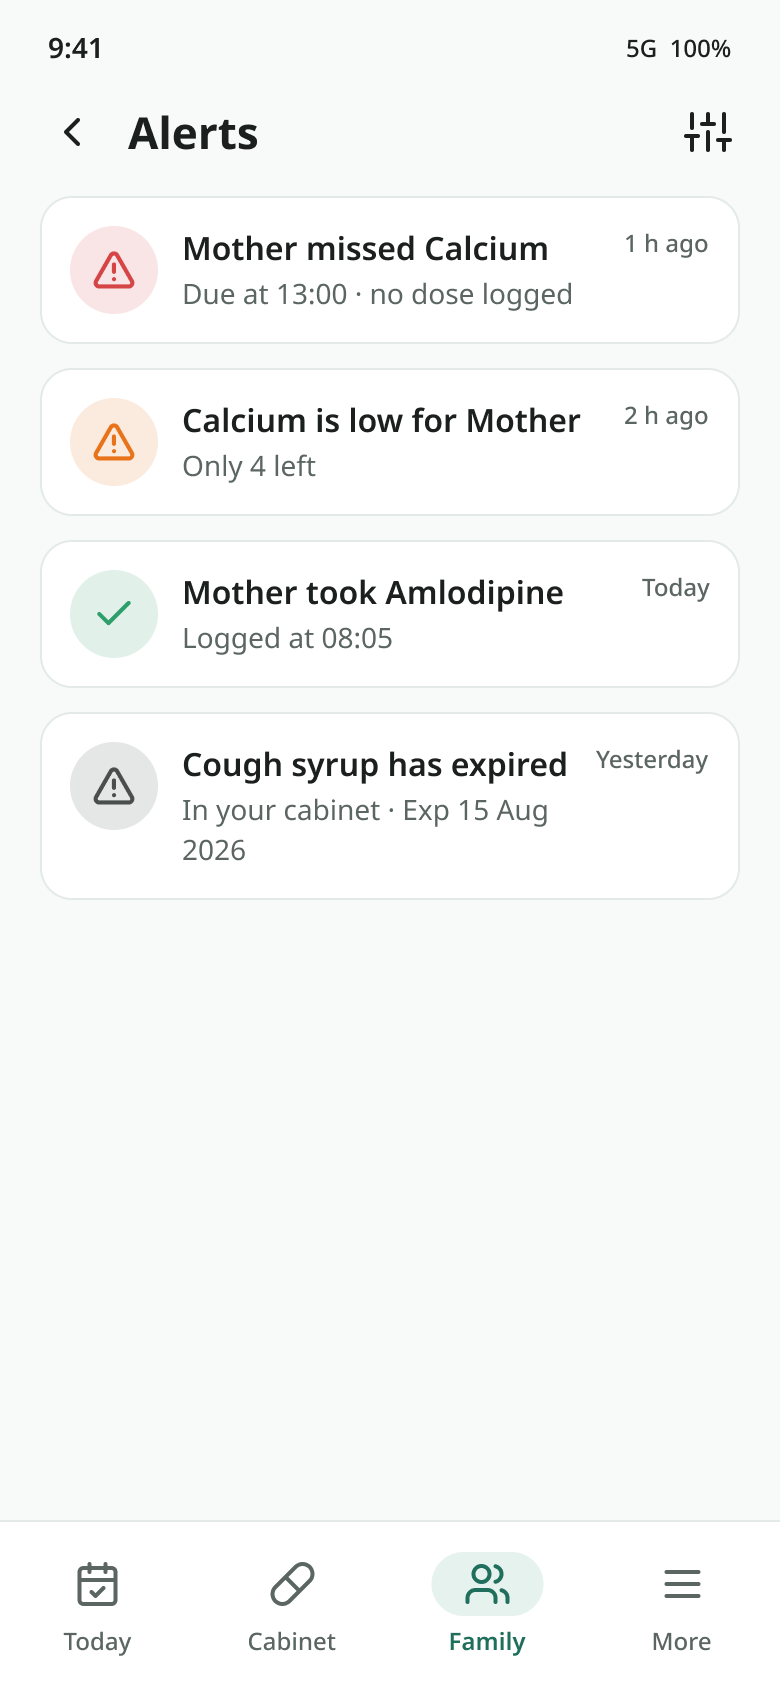 9:41
5G 100%
Alerts
Mother missed Calcium
1 h ago
Due at 13:00 · no dose logged
Calcium is low for Mother
2 h ago
Only 4 left
Mother took Amlodipine
Today
Logged at 08:05
Cough syrup has expired
Yesterday
In your cabinet · Exp 15 Aug
2026
Today
Cabinet
Family
More